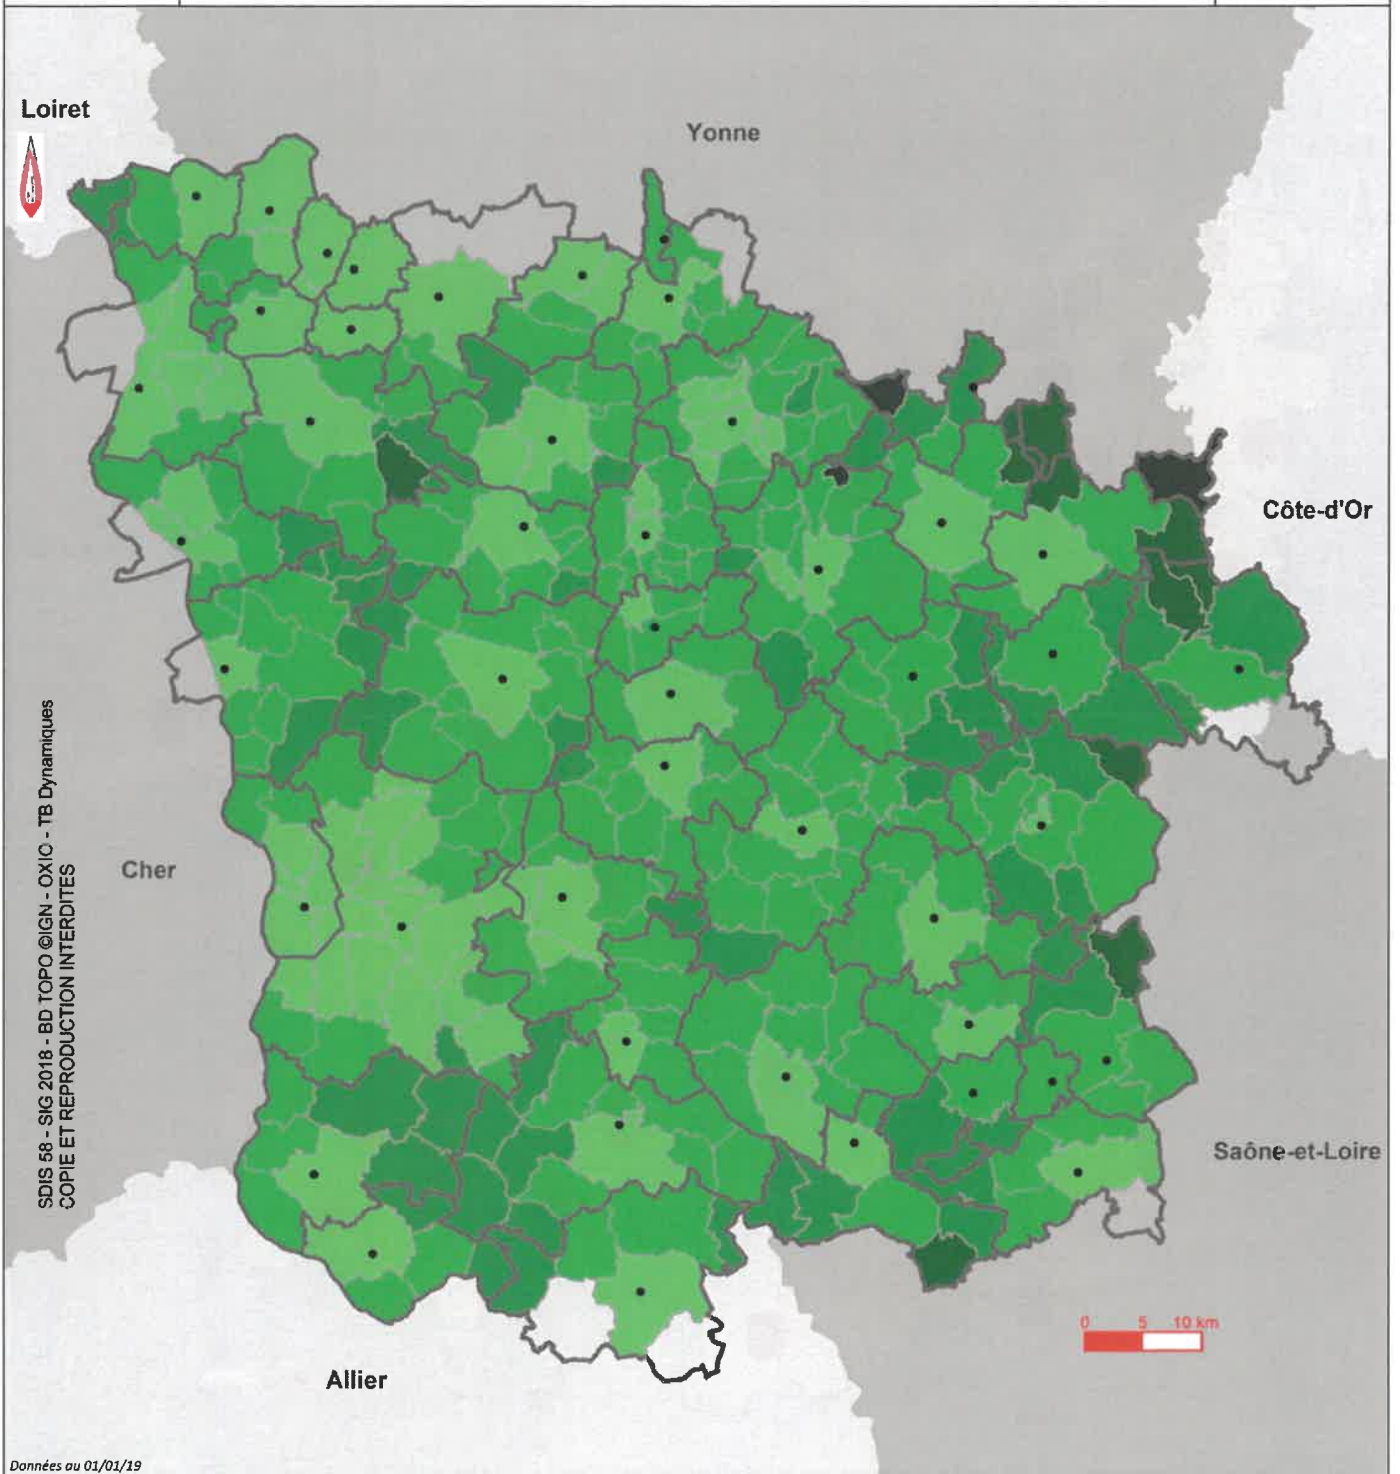 Loiret
Yonne
Côte-d'Or
SDIS 58 - SIG 2018 - BD TOPO ©IGN - OXIO - TB Dynamiques
COPIE ET REPRODUCTION INTERDITES
Cher
Saône-et-Loire
0 5 10 km
Allier
Données au 01/01/19